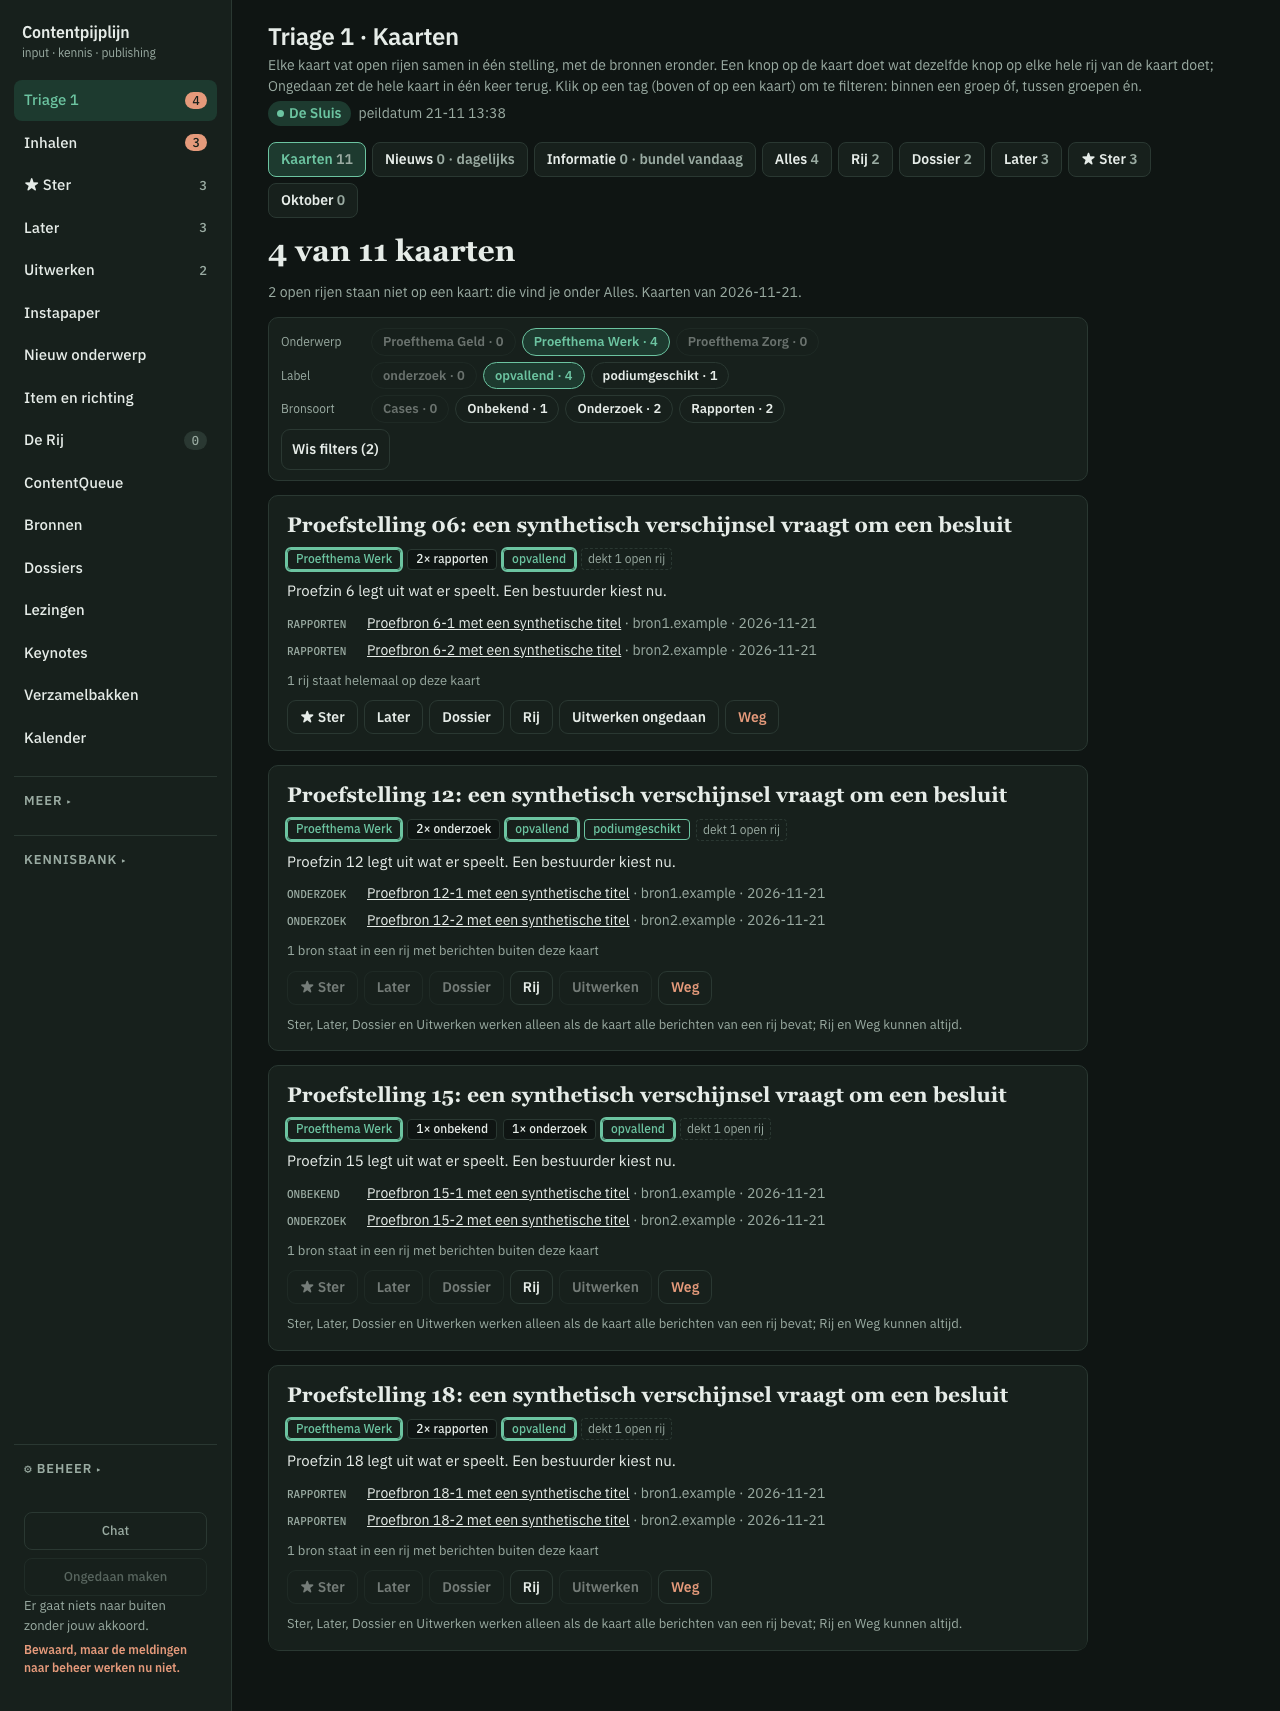 Contentpijplijn
input · kennis · publishing
Triage 1 4
Inhalen 3
★ Ster 3
Later 3
Uitwerken 2
Instapaper
Nieuw onderwerp
Item en richting
De Rij 0
ContentQueue
Bronnen
Dossiers
Lezingen
Keynotes
Verzamelbakken
Kalender
MEER ▸
KENNISBANK ▸
⚙ BEHEER ▸
Chat
Ongedaan maken
Er gaat niets naar buiten
zonder jouw akkoord.
Bewaard, maar de meldingen
naar beheer werken nu niet.
Triage 1 · Kaarten
Elke kaart vat open rijen samen in één stelling, met de bronnen eronder. Een knop op de kaart doet wat dezelfde knop op elke hele rij van de kaart doet;
Ongedaan zet de hele kaart in één keer terug. Klik op een tag (boven of op een kaart) om te filteren: binnen een groep óf, tussen groepen én.
● De Sluis peildatum 21-11 13:38
Kaarten 11 Nieuws 0 · dagelijks Informatie 0 · bundel vandaag Alles 4 Rij 2 Dossier 2 Later 3 ★ Ster 3
Oktober 0
4 van 11 kaarten
2 open rijen staan niet op een kaart: die vind je onder Alles. Kaarten van 2026-11-21.
Onderwerp Proefthema Geld · 0 Proefthema Werk · 4 Proefthema Zorg · 0
Label onderzoek · 0 opvallend · 4 podiumgeschikt · 1
Bronsoort Cases · 0 Onbekend · 1 Onderzoek · 2 Rapporten · 2
Wis filters (2)
Proefstelling 06: een synthetisch verschijnsel vraagt om een besluit
Proefthema Werk 2× rapporten opvallend dekt 1 open rij
Proefzin 6 legt uit wat er speelt. Een bestuurder kiest nu.
RAPPORTEN Proefbron 6-1 met een synthetische titel · bron1.example · 2026-11-21
RAPPORTEN Proefbron 6-2 met een synthetische titel · bron2.example · 2026-11-21
1 rij staat helemaal op deze kaart
★ Ster Later Dossier Rij Uitwerken ongedaan Weg
Proefstelling 12: een synthetisch verschijnsel vraagt om een besluit
Proefthema Werk 2× onderzoek opvallend podiumgeschikt dekt 1 open rij
Proefzin 12 legt uit wat er speelt. Een bestuurder kiest nu.
ONDERZOEK Proefbron 12-1 met een synthetische titel · bron1.example · 2026-11-21
ONDERZOEK Proefbron 12-2 met een synthetische titel · bron2.example · 2026-11-21
1 bron staat in een rij met berichten buiten deze kaart
★ Ster Later Dossier Rij Uitwerken Weg
Ster, Later, Dossier en Uitwerken werken alleen als de kaart alle berichten van een rij bevat; Rij en Weg kunnen altijd.
Proefstelling 15: een synthetisch verschijnsel vraagt om een besluit
Proefthema Werk 1× onbekend 1× onderzoek opvallend dekt 1 open rij
Proefzin 15 legt uit wat er speelt. Een bestuurder kiest nu.
ONBEKEND Proefbron 15-1 met een synthetische titel · bron1.example · 2026-11-21
ONDERZOEK Proefbron 15-2 met een synthetische titel · bron2.example · 2026-11-21
1 bron staat in een rij met berichten buiten deze kaart
★ Ster Later Dossier Rij Uitwerken Weg
Ster, Later, Dossier en Uitwerken werken alleen als de kaart alle berichten van een rij bevat; Rij en Weg kunnen altijd.
Proefstelling 18: een synthetisch verschijnsel vraagt om een besluit
Proefthema Werk 2× rapporten opvallend dekt 1 open rij
Proefzin 18 legt uit wat er speelt. Een bestuurder kiest nu.
RAPPORTEN Proefbron 18-1 met een synthetische titel · bron1.example · 2026-11-21
RAPPORTEN Proefbron 18-2 met een synthetische titel · bron2.example · 2026-11-21
1 bron staat in een rij met berichten buiten deze kaart
★ Ster Later Dossier Rij Uitwerken Weg
Ster, Later, Dossier en Uitwerken werken alleen als de kaart alle berichten van een rij bevat; Rij en Weg kunnen altijd.